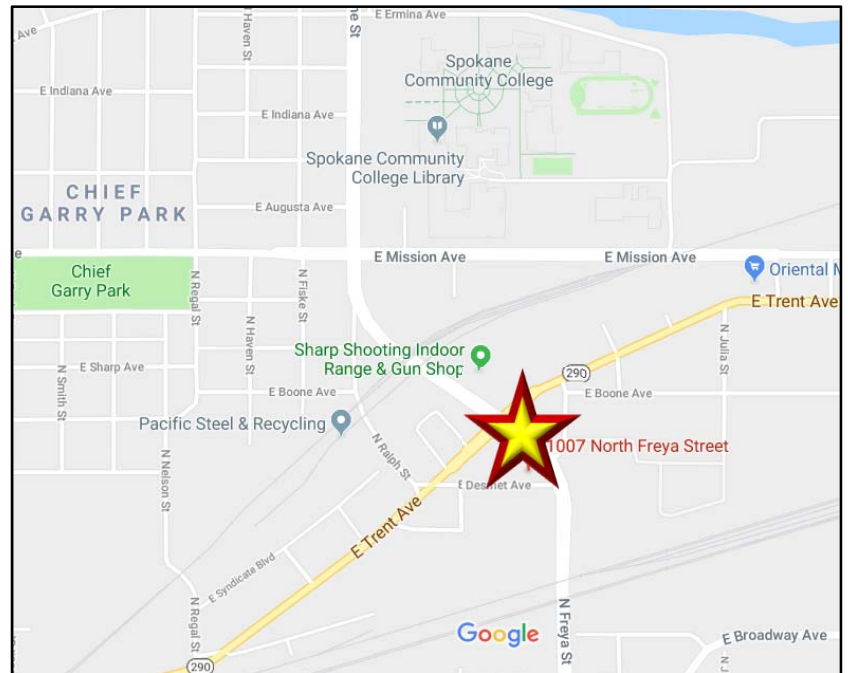 E Ermina Ave
Ave
N Haven St
ne St
Spokane
Community College
E Indiana Ave
E Indiana Ave
Spokane Community
College Library
CHIEF
GARRY PARK
E Augusta Ave
e
E Mission Ave
E Mission Ave
Chief
Garry Park
Oriental M
N Regal St
N Fiske St
E Trent Ave
N Haven St
Sharp Shooting Indoor
Range & Gun Shop
N Julia St
E Sharp Ave
290
N Smith St
E Boone Ave
E Boone Ave
Pacific Steel & Recycling
1007 North Freya Street
N Ralph St
N Nelson St
E Desmet Ave
E Trent Ave
E Syndicate Blvd
N Regal St
N Freya St
Google
E Broadway Ave
290
N J